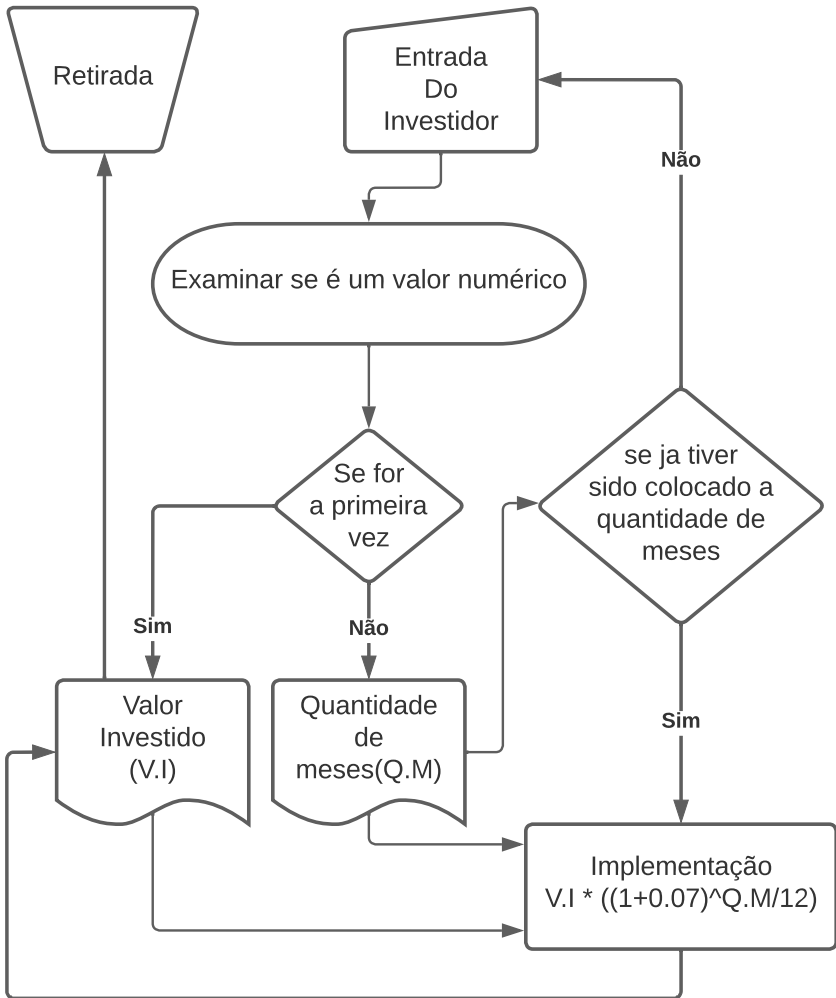 Retirada
Entrada
Do
Investidor
Não
Examinar se é um valor numérico
Se for
a primeira
vez
se ja tiver
sido colocado a
quantidade de
meses
Sim
Não
Valor
Investido
(V.I)
Quantidade
de
meses(Q.M)
Sim
Implementação
V.I * ((1+0.07)^Q.M/12)